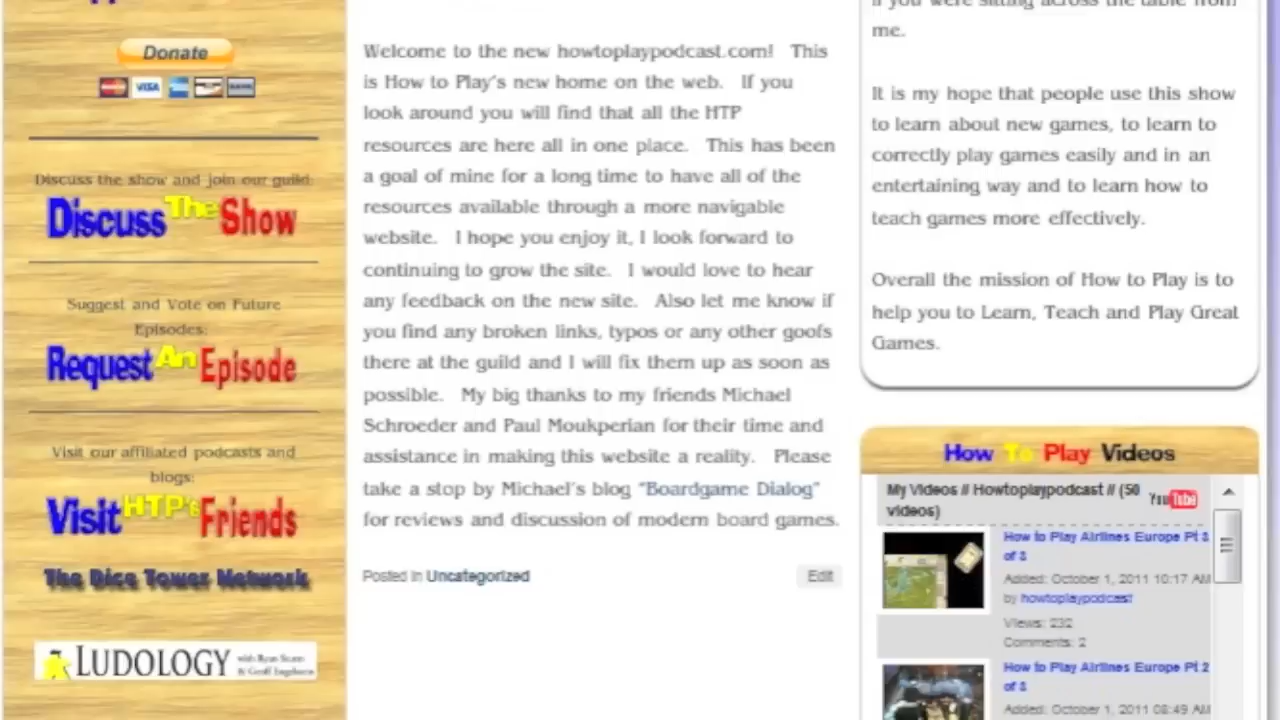 Donate
VISA
Discuss the show and join our guild:
Discuss The Show
Suggest and Vote on Future
Episodes:
Request An Episode
Visit our affiliated podcasts and
blogs:
Visit HTP's Friends
The Dice Tower Network
LUDOLOGY
Welcome to the new howtoplaypodcast.com! This
is How to Play's new home on the web. If you
look around you will find that all the HTP
resources are here all in one place. This has been
a goal of mine for a long time to have all of the
resources available through a more navigable
website. I hope you enjoy it, I look forward to
continuing to grow the site. I would love to hear
any feedback on the new site. Also let me know if
you find any broken links, typos or any other goofs
there at the guild and I will fix them up as soon as
possible. My big thanks to my friends Michael
Schroeder and Paul Moukperian for their time and
assistance in making this website a reality. Please
take a stop by Michael's blog "Boardgame Dialog"
for reviews and discussion of modern board games.
Posted in Uncategorized
Edit
if you were sitting across the table from
me.
It is my hope that people use this show
to learn about new games, to learn to
correctly play games easily and in an
entertaining way and to learn how to
teach games more effectively.
Overall the mission of How to Play is to
help you to Learn, Teach and Play Great
Games.
How To Play Videos
My Videos // Howtoplaypodcast // (50
videos)
YouTube
How to Play Airlines Europe Pt 3
of 3
Added: October 1, 2011 10:17 AM
by howtoplaypodcast
Views: 232
Comments: 2
How to Play Airlines Europe Pt 2
of 3
Added: October 1, 2011 08:49 AM